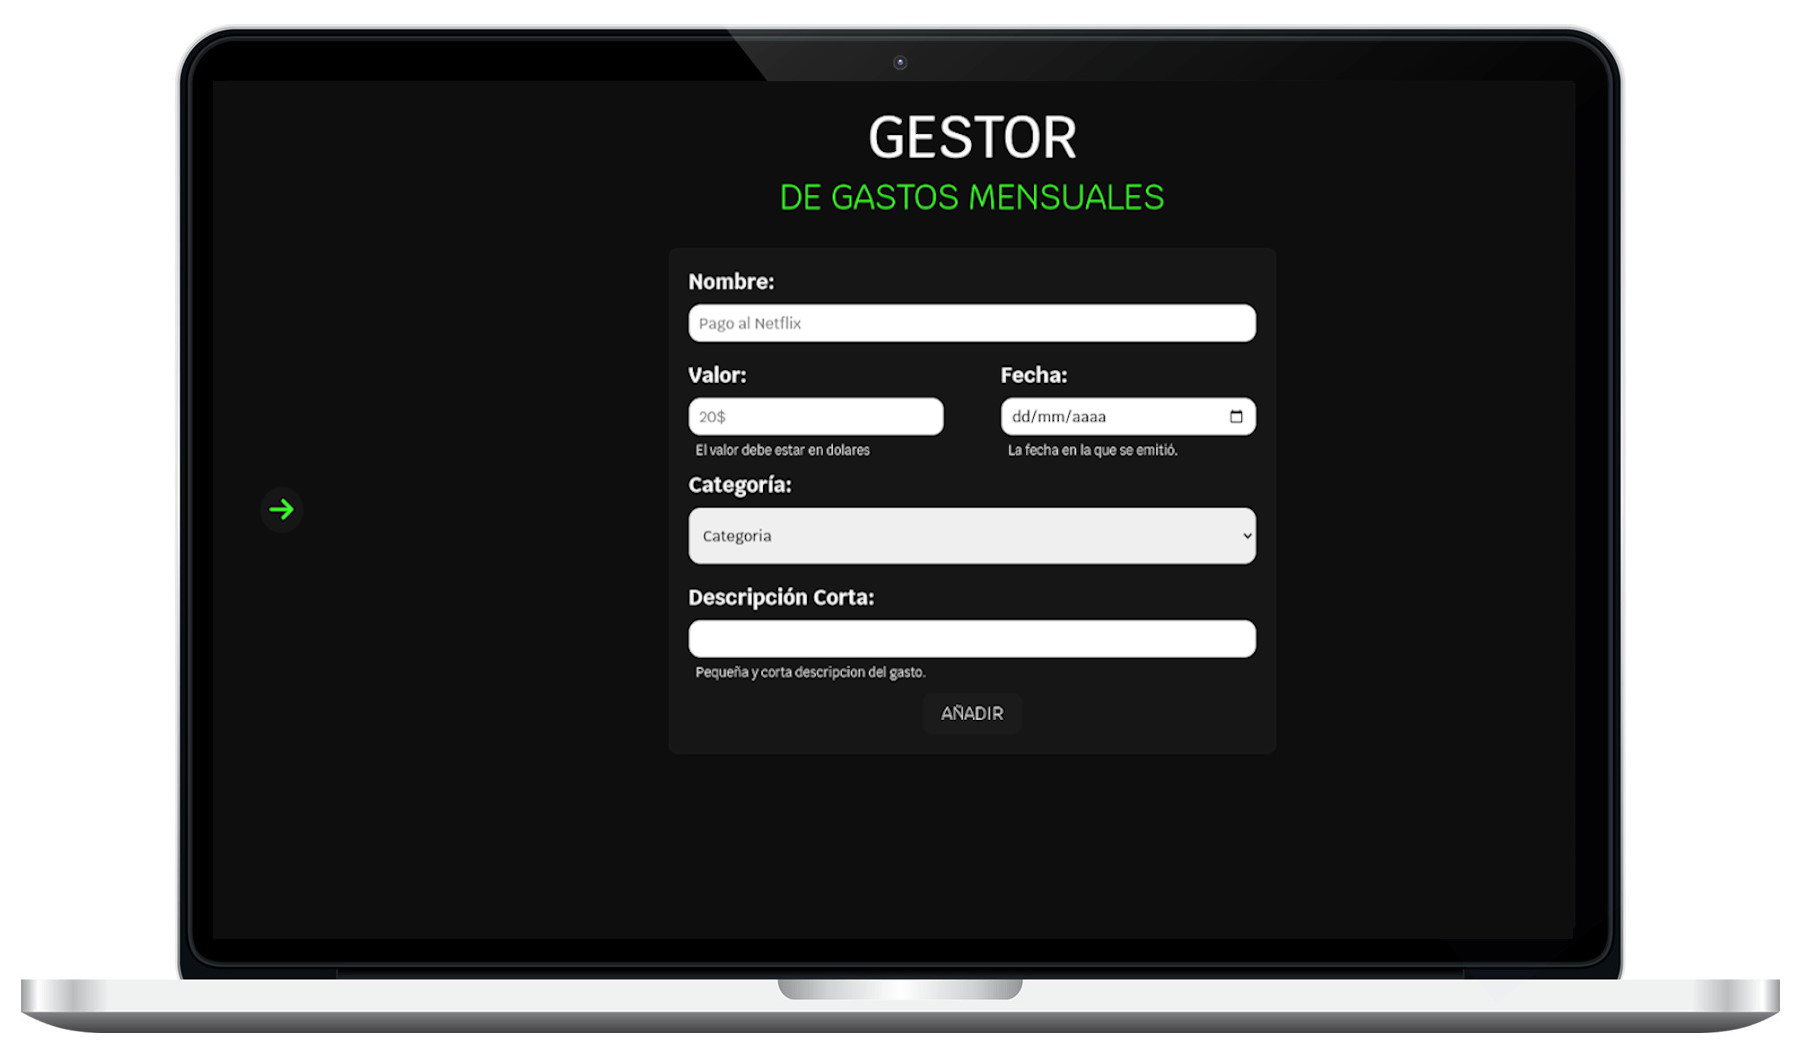 GESTOR
DE GASTOS MENSUALES
Nombre:
Pago al Netflix
Valor:
Fecha:
20$
dd/mm/aaaa
El valor debe estar en dolares
La fecha en la que se emitió.
Categoría:
Categoria
Descripción Corta:
Pequeña y corta descripcion del gasto.
AÑADIR